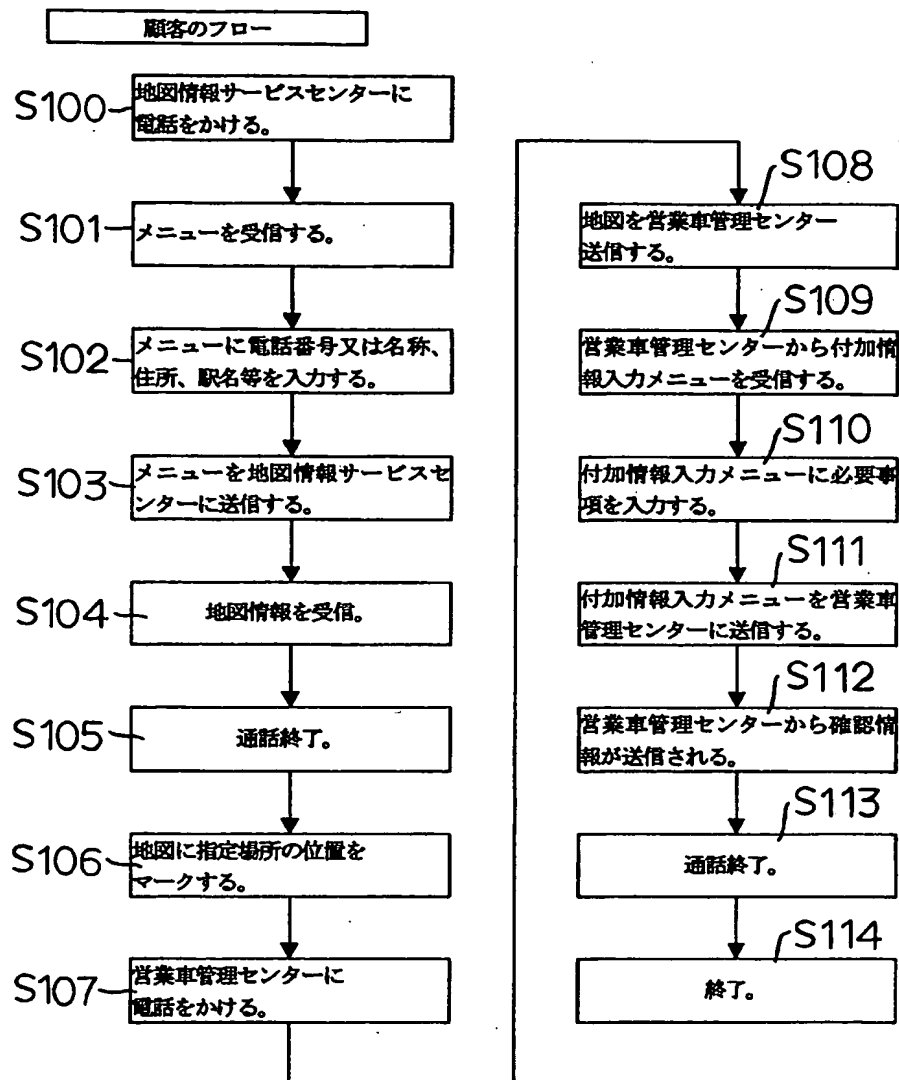 顧客のフロー
S100
地図情報サービスセンターに
電話をかける。
S101
メニューを受信する。
S102
メニューに電話番号又は名称、
住所、駅名等を入力する。
S103
メニューを地図情報サービスセ
ンターに送信する。
S104
地図情報を受信。
S105
通話終了。
S106
地図に指定場所の位置を
マークする。
S107
営業車管理センターに
電話をかける。
S108
地図を営業車管理センター
送信する。
S109
営業車管理センターから付加情
報入力メニューを受信する。
S110
付加情報入力メニューに必要事
項を入力する。
S111
付加情報入力メニューを営業車
管理センターに送信する。
S112
営業車管理センターから確認情
報が送信される。
S113
通話終了。
S114
終了。